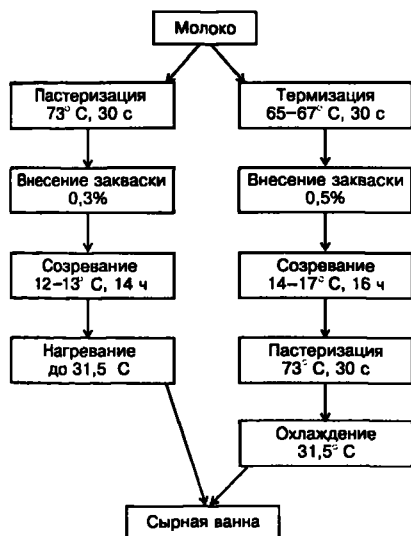 Молоко
Пастеризация
73° С, 30 с
Внесение закваски
0,3%
Созревание
12–13° С, 14 ч
Нагревание
до 31,5 С
Термизация
65–67° С, 30 с
Внесение закваски
0,5%
Созревание
14–17° С, 16 ч
Пастеризация
73° С, 30 с
Охлаждение
31,5° С
Сырная ванна